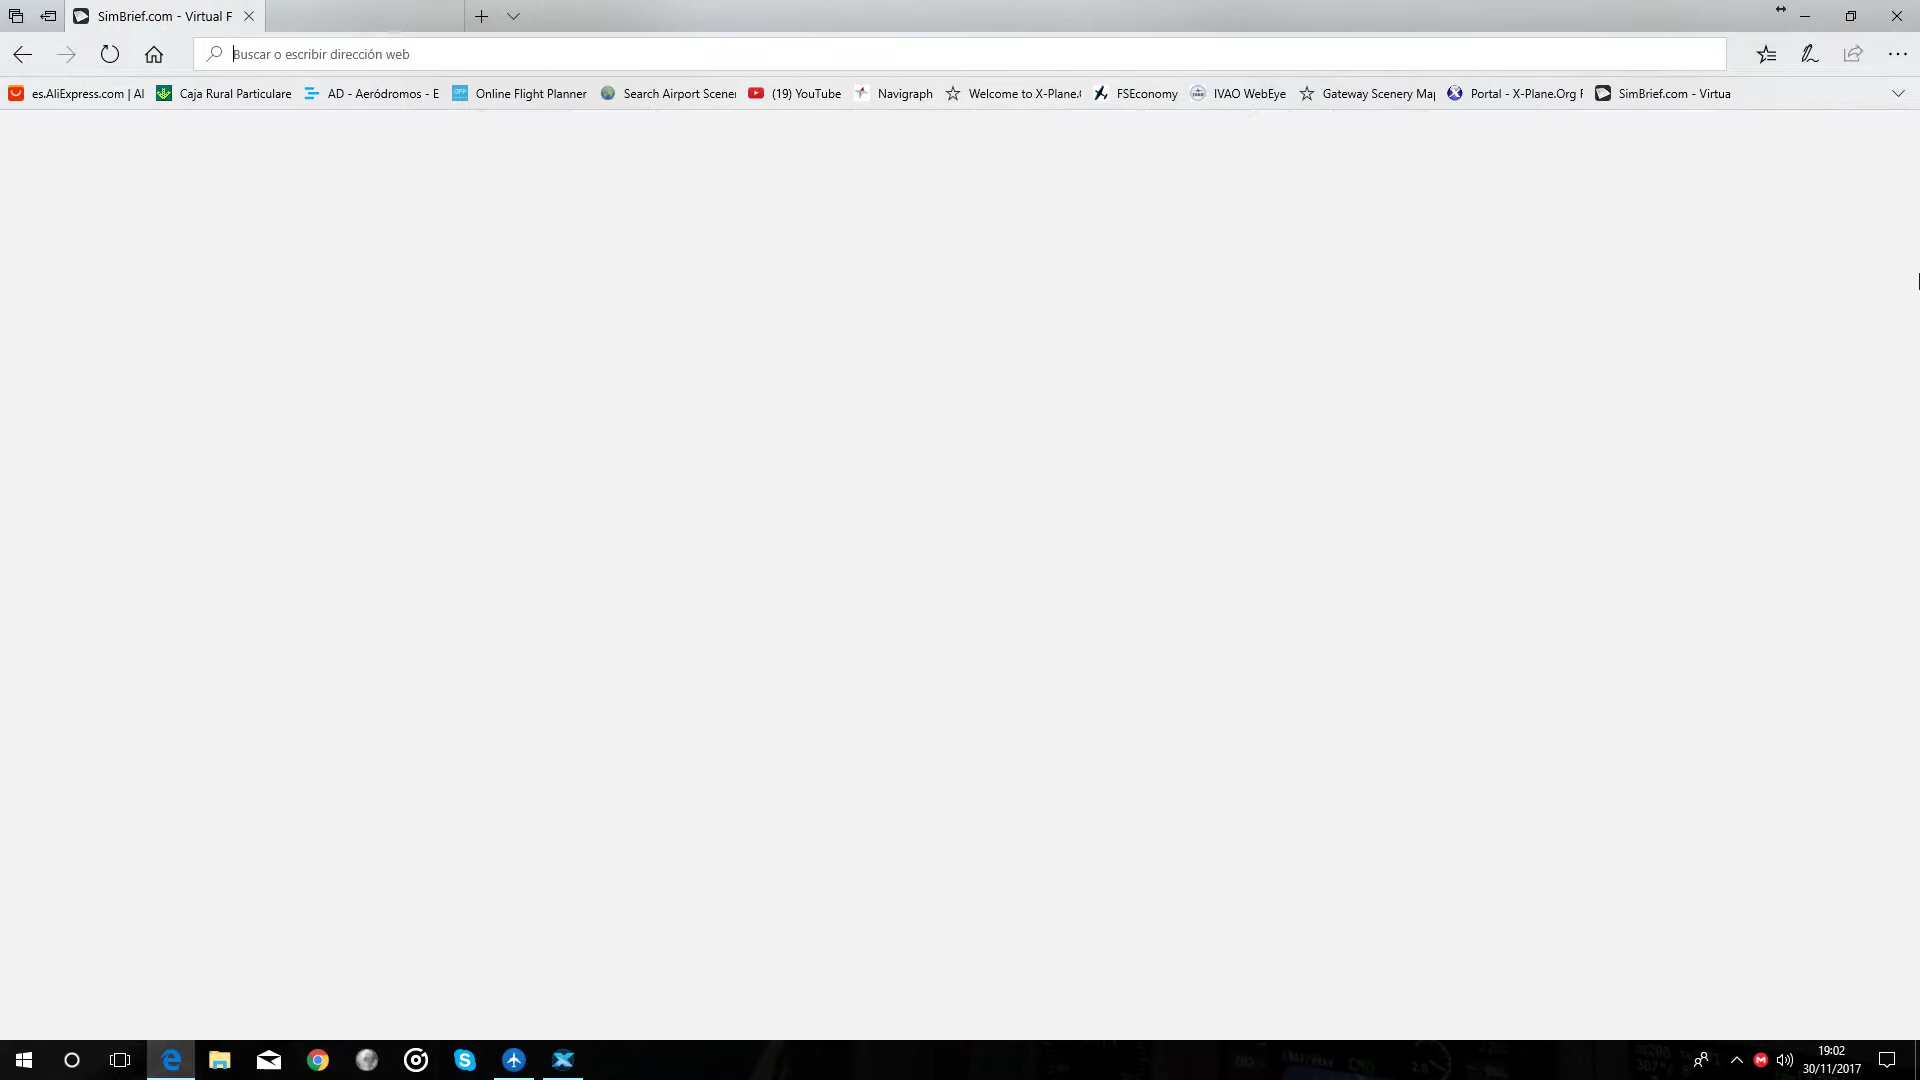 SimBrief.com - Virtual F
Buscar o escribir dirección web
es.AliExpress.com | Al
Caja Rural Particulare
AD - Aeródromos - E
Online Flight Planner
Search Airport Scene
(19) YouTube
Navigraph
Welcome to X-Plane.
FSEconomy
IVAO WebEye
Gateway Scenery Ma
Portal - X-Plane.Org F
SimBrief.com - Virtua
19:02
30/11/2017